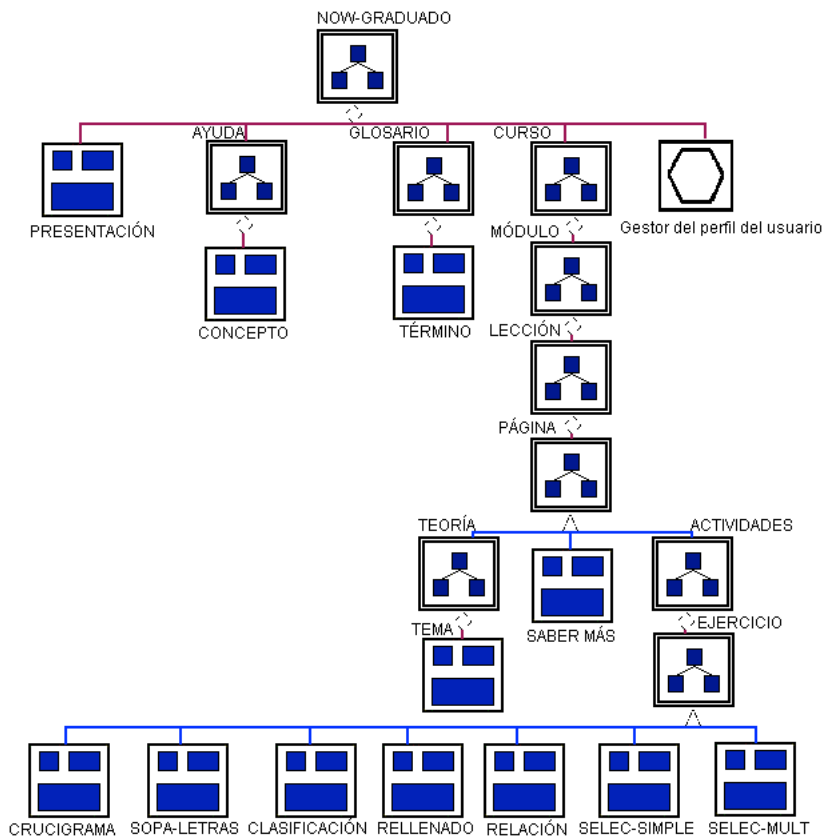 NOW-GRADUADO
AYUDA
GLOSARIO
CURSO
PRESENTACIÓN
MÓDULO
Gestor del perfil del usuario
CONCEPTO
TÉRMINO
LECCIÓN
PÁGINA
TEORÍA
ACTIVIDADES
TEMA
SABER MÁS
EJERCICIO
CRUCIGRAMA
SOPA-LETRAS
CLASIFICACIÓN
RELLENADO
RELACIÓN
SELEC-SIMPLE
SELEC-MULT